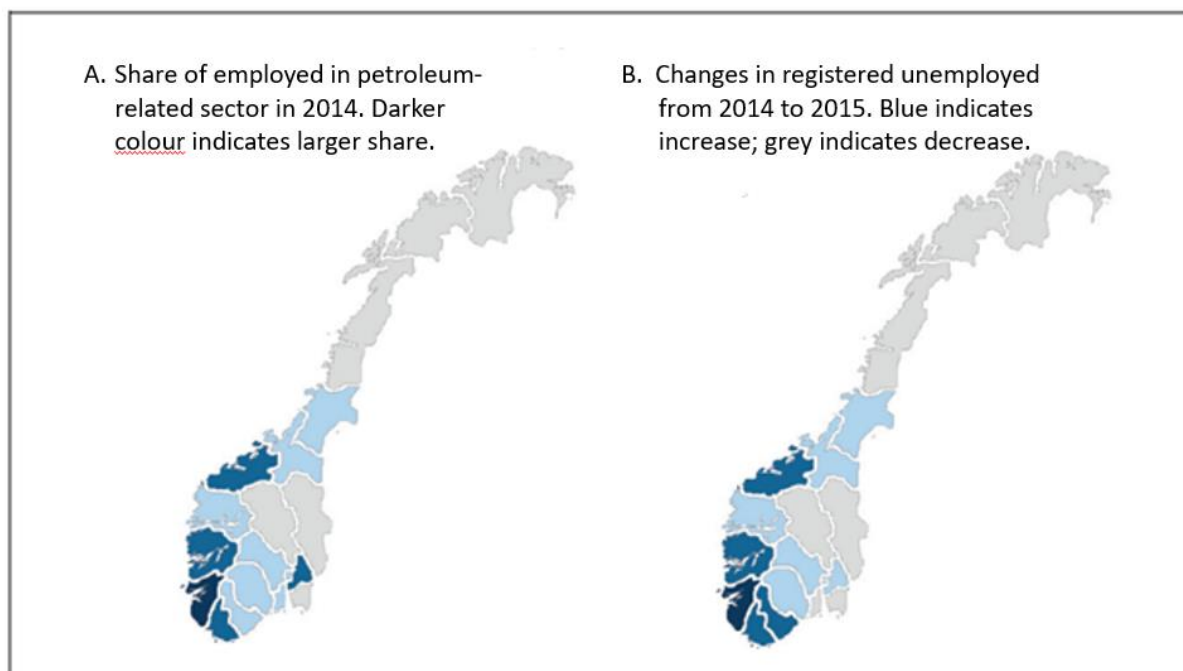 A. Share of employed in petroleum-
related sector in 2014. Darker
colour indicates larger share.
B. Changes in registered unemployed
from 2014 to 2015. Blue indicates
increase; grey indicates decrease.